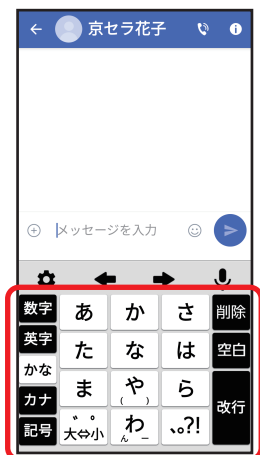 京セラ花子
メッセージを入力
数字 あ か さ 削除
英字 た な は 空白
かな
カナ ま や ( ) ら 改行
記号 ゛゜大⇔小 わ ん ー 、。?!